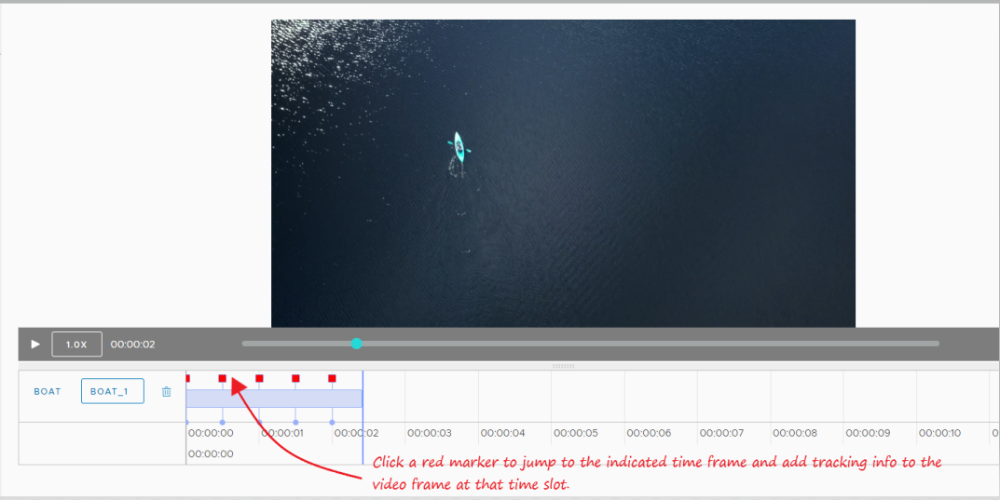 1.0X 00:00:02
BOAT BOAT_1
00:00:00 00:00:01 00:00:02 00:00:03 00:00:04 00:00:05 00:00:06 00:00:07 00:00:08 00:00:09 00:00:10 0
00:00:00
Click a red marker to jump to the indicated time frame and add tracking info to the
video frame at that time slot.